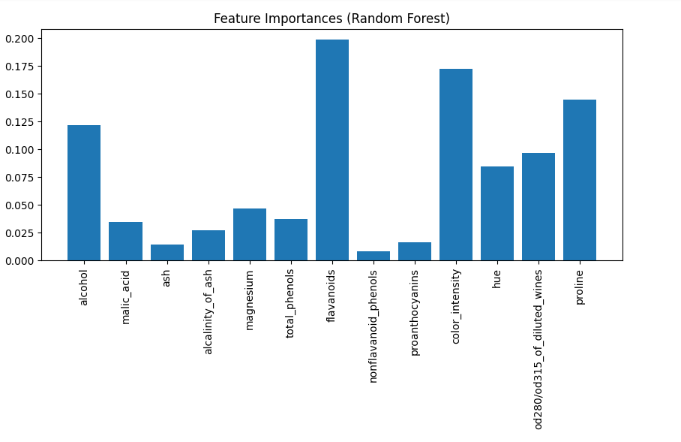 Feature Importances (Random Forest)
0.200
0.175
0.150
0.125
0.100
0.075
0.050
0.025
0.000
alcohol
malic_acid
ash
alcalinity_of_ash
magnesium
total_phenols
flavanoids
nonflavanoid_phenols
proanthocyanins
color_intensity
hue
od280/od315_of_diluted_wines
proline